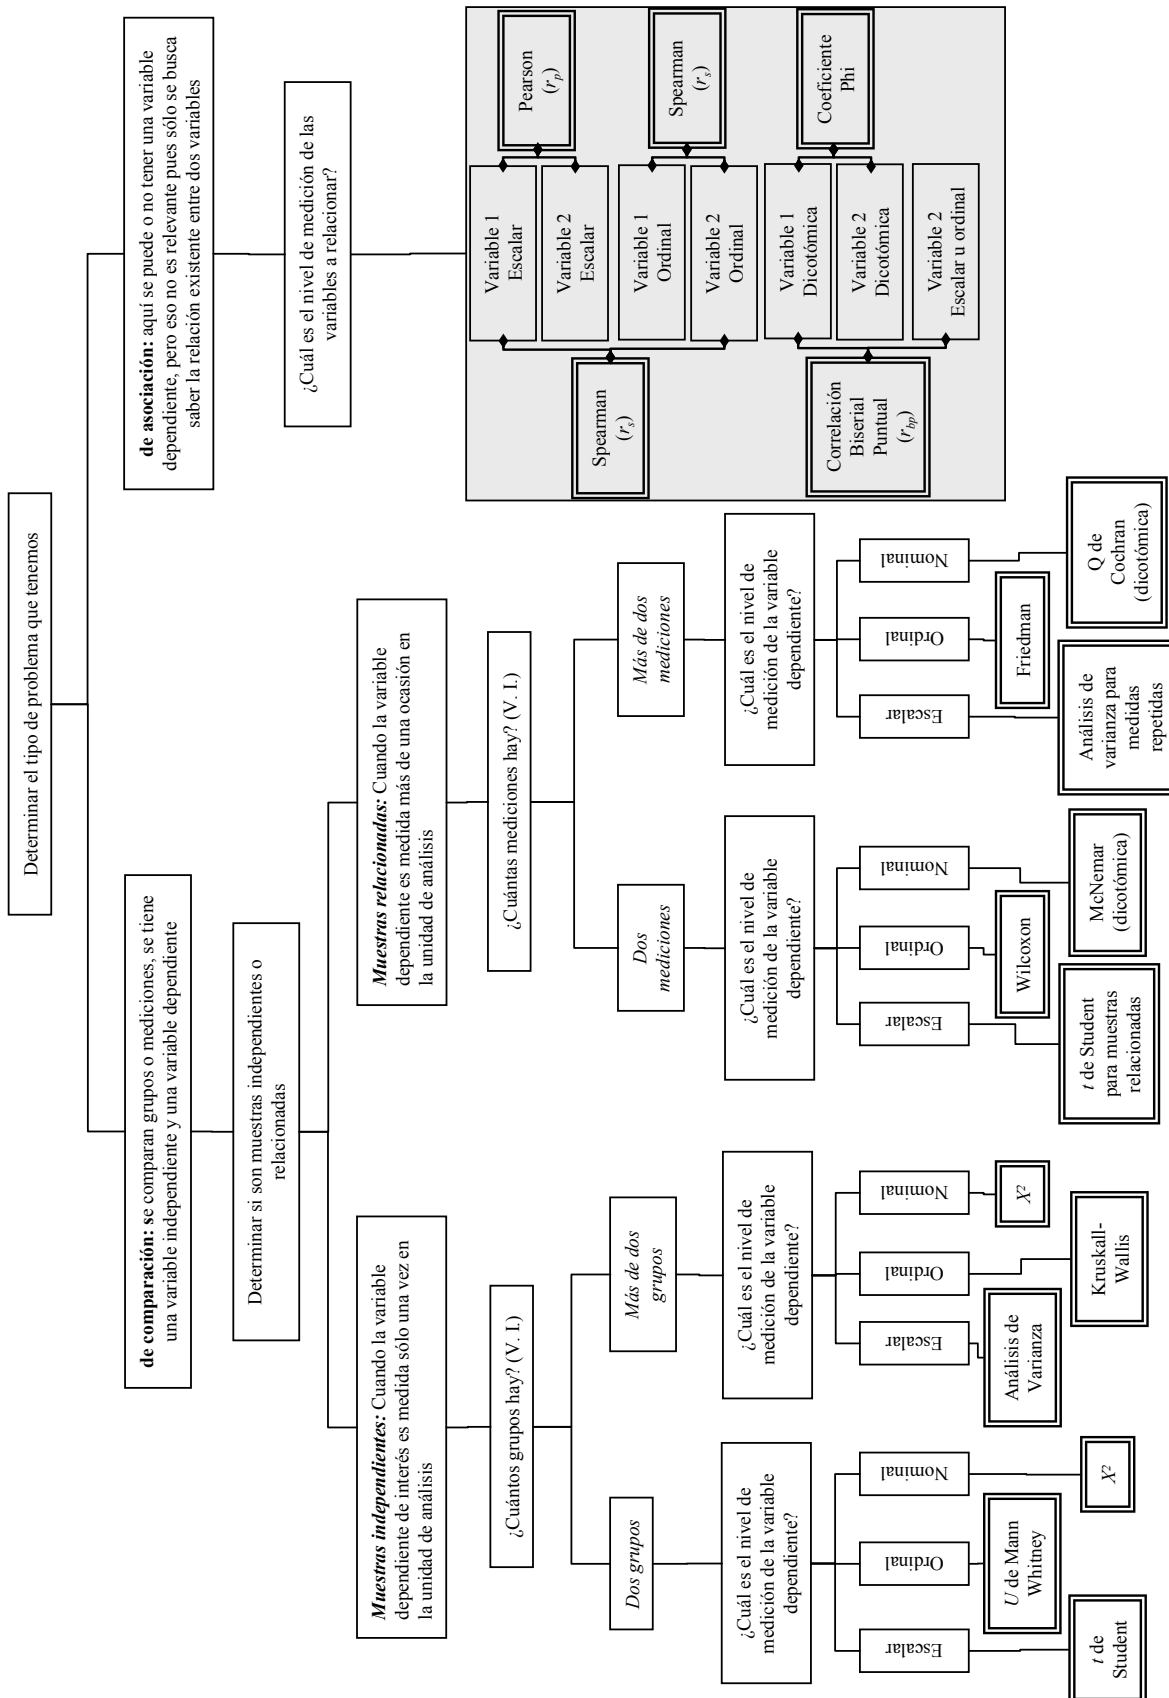 Determinar el tipo de problema que tenemos
de comparación: se comparan grupos o mediciones, se tiene
una variable independiente y una variable dependiente
de asociación: aquí se puede o no tener una variable
dependiente, pero eso no es relevante pues sólo se busca
saber la relación existente entre dos variables
Determinar si son muestras independientes o
relacionadas
¿Cuál es el nivel de medición de las
variables a relacionar?
Muestras independientes: Cuando la variable
dependiente de interés es medida sólo una vez en
la unidad de análisis
Muestras relacionadas: Cuando la variable
dependiente es medida más de una ocasión en
la unidad de análisis
¿Cuántos grupos hay? (V. I.)
¿Cuántas mediciones hay? (V. I.)
Dos grupos
Más de dos
grupos
Dos
mediciones
Más de dos
mediciones
¿Cuál es el nivel de
medición de la variable
dependiente?
¿Cuál es el nivel de
medición de la variable
dependiente?
¿Cuál es el nivel de
medición de la variable
dependiente?
¿Cuál es el nivel de
medición de la variable
dependiente?
Escalar
Ordinal
Nominal
Escalar
Ordinal
Nominal
Escalar
Ordinal
Nominal
Escalar
Ordinal
Nominal
t de
Student
U de Mann
Whitney
X²
Análisis de
Varianza
Kruskall-
Wallis
X²
t de Student
para muestras
relacionadas
Wilcoxon
McNemar
(dicotómica)
Análisis de
varianza para
medidas
repetidas
Friedman
Q de
Cochran
(dicotómica)
Variable 1
Escalar
Variable 2
Escalar
Pearson
(rp)
Spearman
(rs)
Variable 1
Ordinal
Variable 2
Ordinal
Spearman
(rs)
Variable 1
Dicotómica
Variable 2
Dicotómica
Coeficiente
Phi
Correlación
Biserial
Puntual
(rbp)
Variable 2
Escalar u ordinal